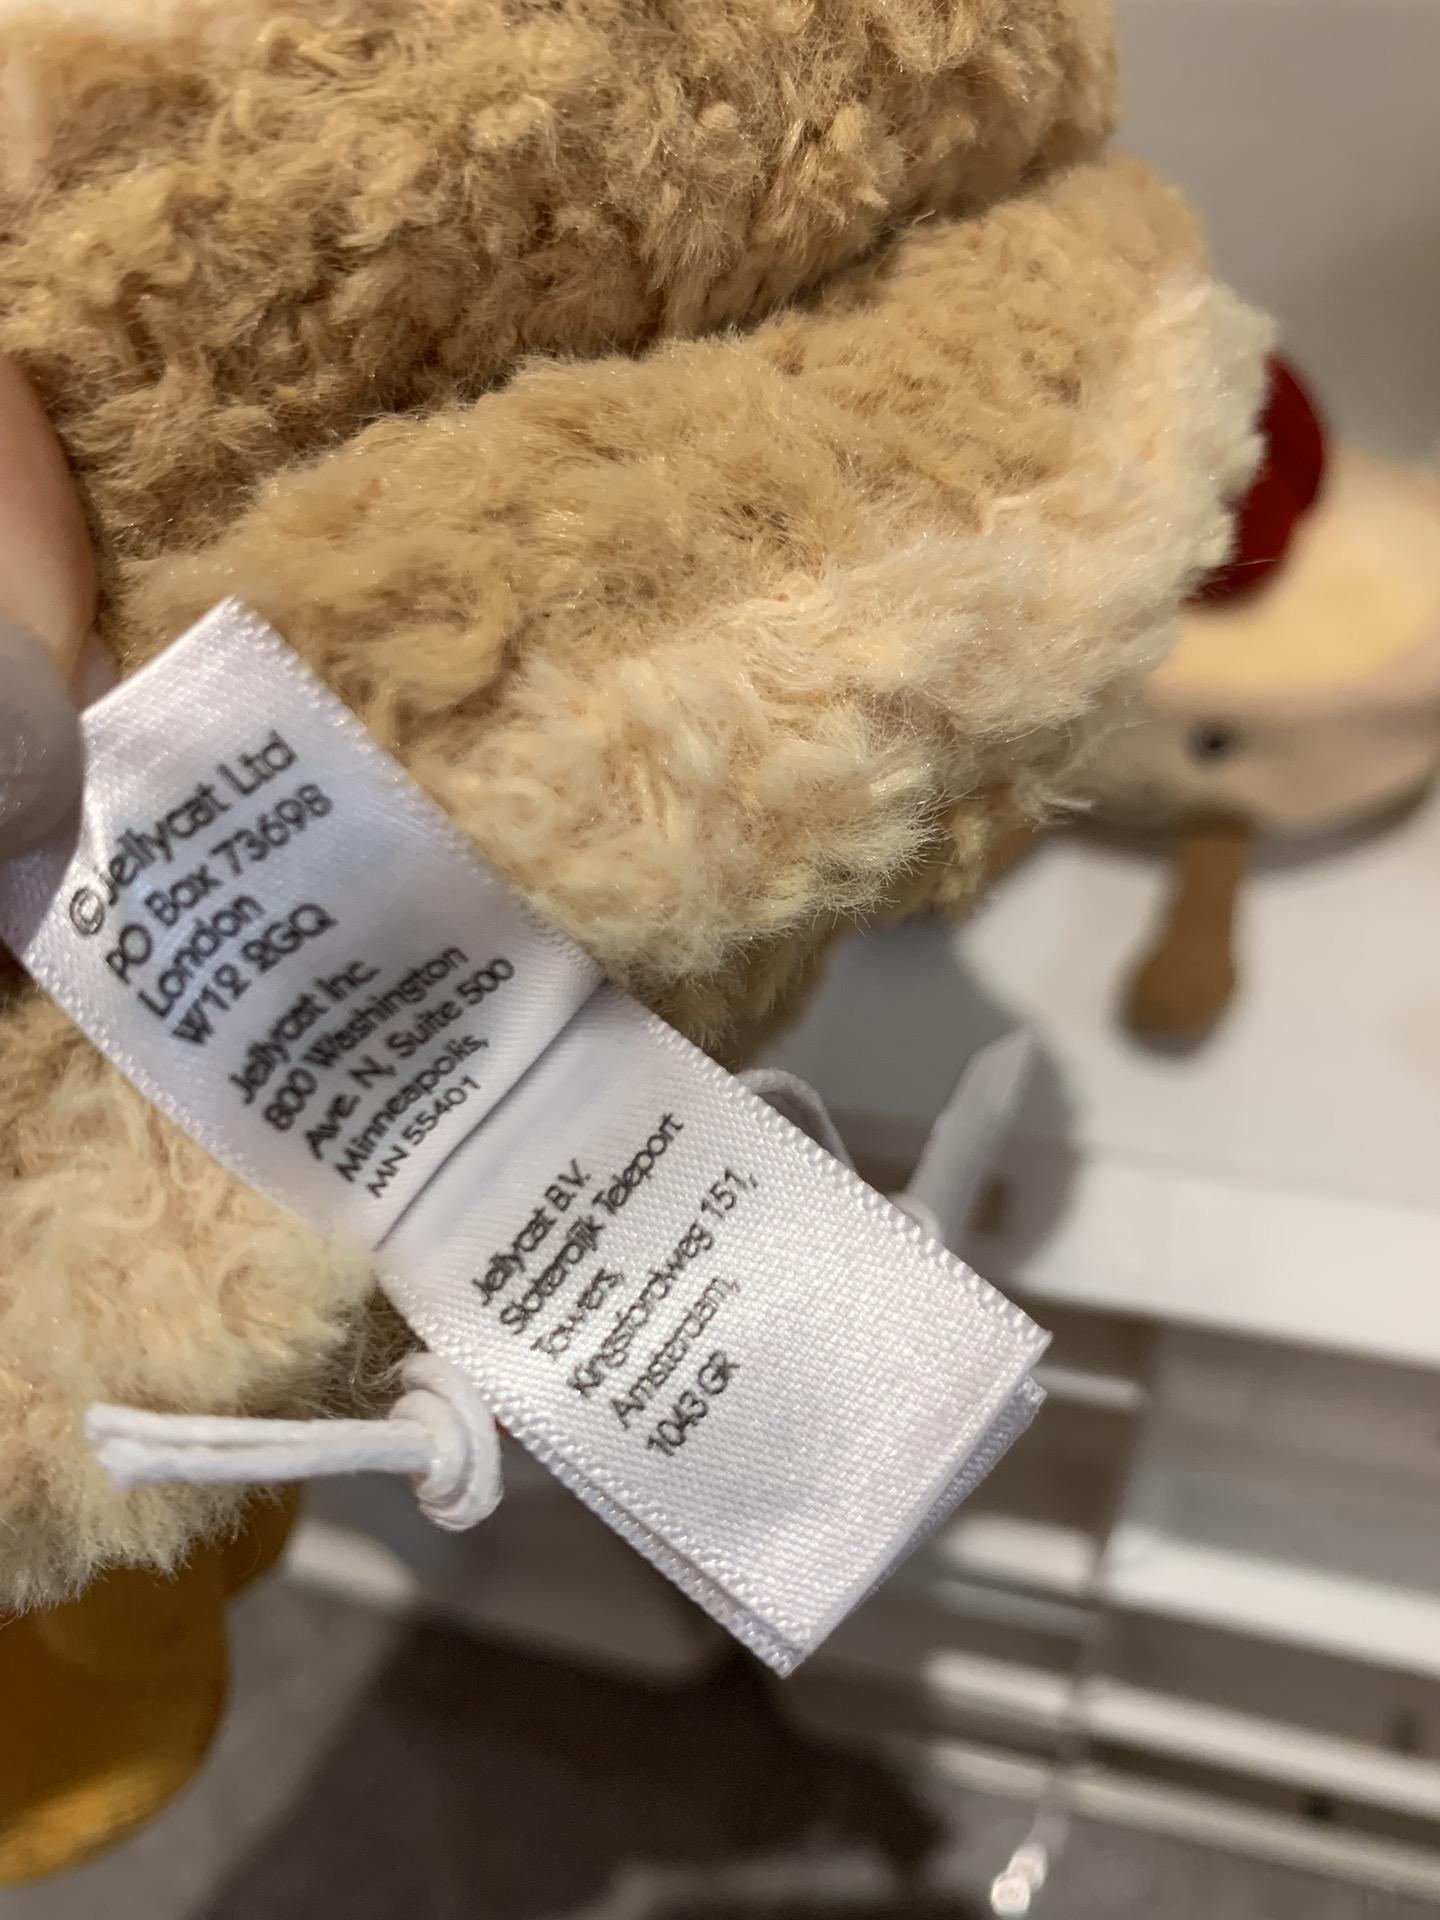 ©Jellycat Ltd
PO Box 73698
London
W12 2GQ
Jellycat Inc.
800 Washington
Ave. N, Suite 500
Minneapolis,
MN 55401
Jellycat B.V.
Sloterdijk Teleport
Towers,
Kingsfordweg 151,
Amsterdam,
1043 GR